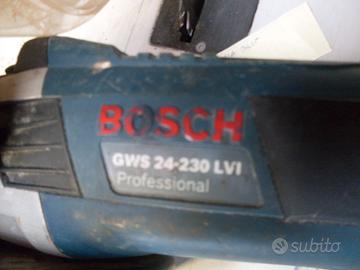 BOSCH
GWS 24-230 LVI
Professional
subito